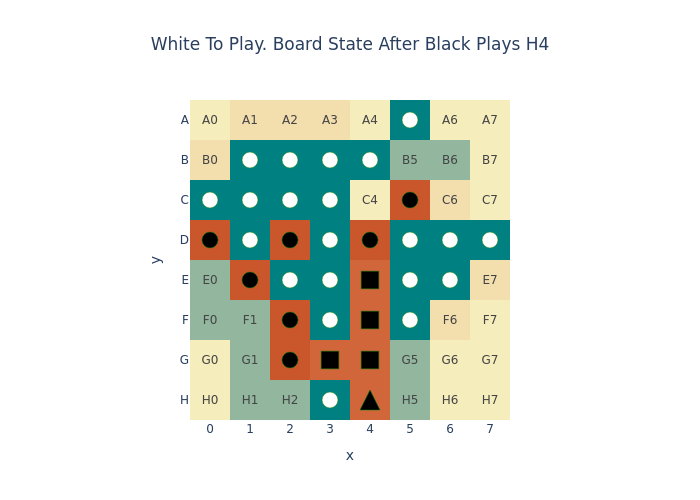 White To Play. Board State After Black Plays H4
A A0 A1 A2 A3 A4 A6 A7
B B0 B5 B6 B7
C C4 C6 C7
D
E E0 E7
F F0 F1 F6 F7
G G0 G1 G5 G6 G7
H H0 H1 H2 H5 H6 H7
0 1 2 3 4 5 6 7
x
y